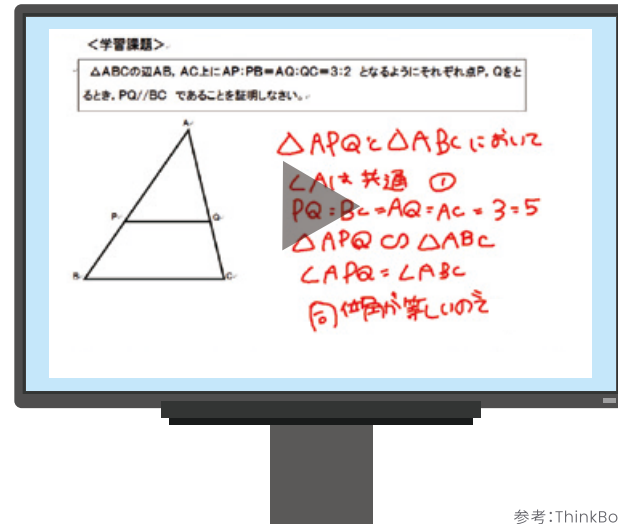 <学習課題>
△ABCの辺AB, AC上にAP:PB=AQ:QC=3:2 となるようにそれぞれ点P, Qをと
るとき, PQ//BC であることを証明しなさい。
A
P
Q
B
C
△APQと△ABCにおいて
∠Aは共通 ①
PQ:BC=AQ:AC=3:5
△APQ∽△ABC
∠APQ=∠ABC
同位角が等しいので
参考:ThinkBo